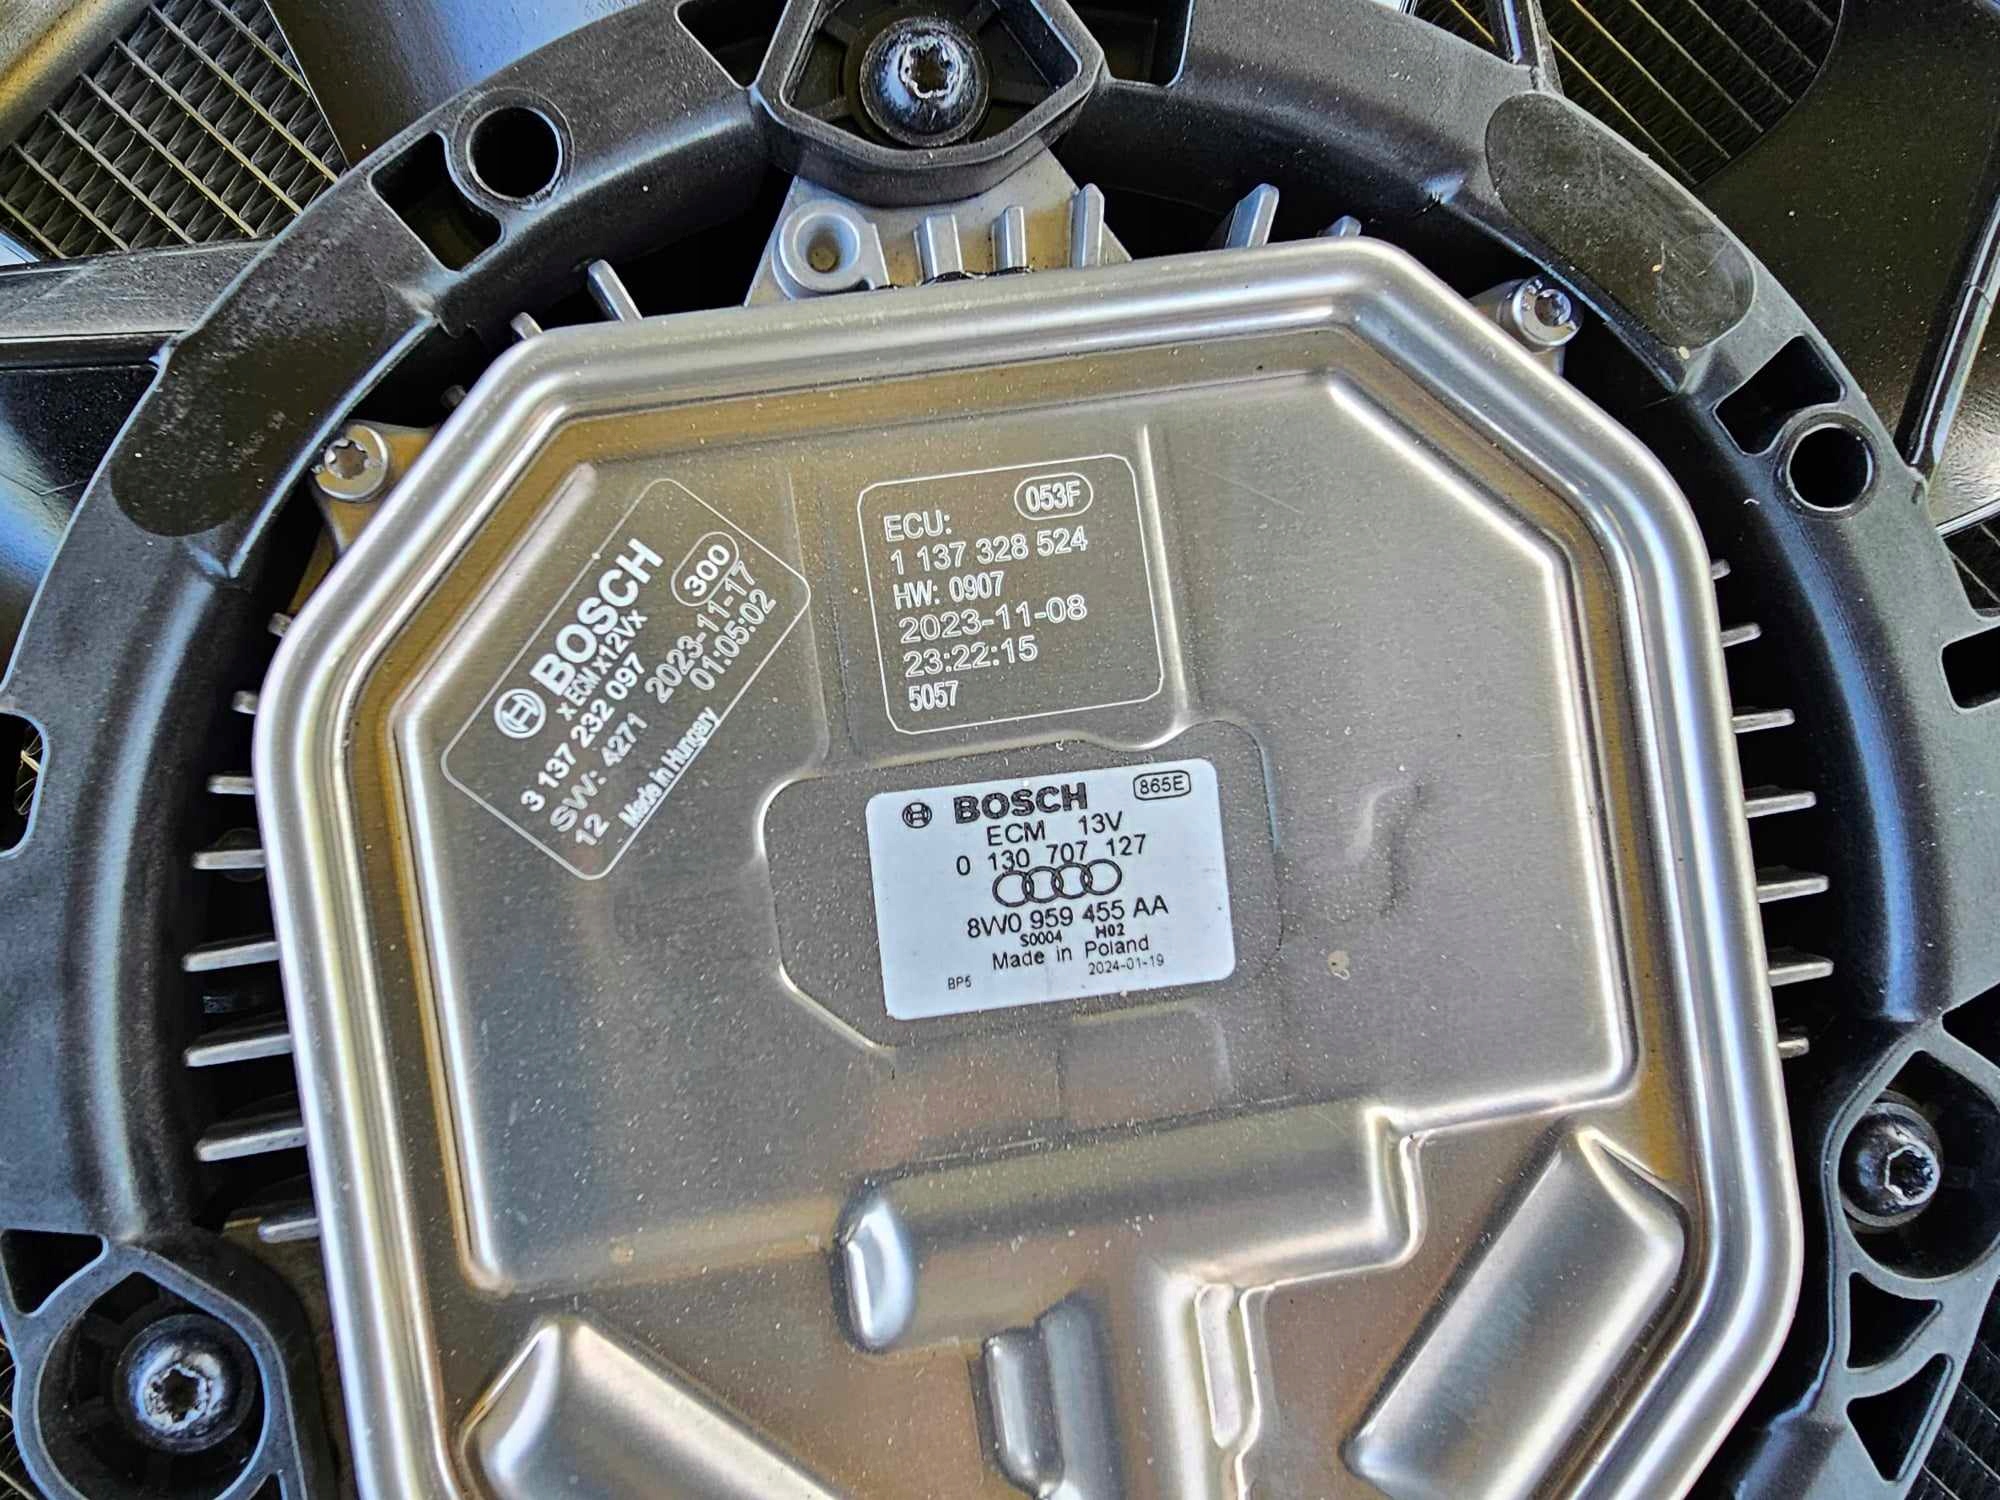 BOSCH 300
x ECM x12Vx
3 137 232 097 2023-11-17
SW: 4271 01:05:02
12 Made in Hungary
053F
ECU:
1 137 328 524
HW: 0907
2023-11-08
23:22:15
5057
BOSCH 865E
ECM 13V
0 130 707 127
8W0 959 455 AA
S0004 H02
Made in Poland
BP5 2024-01-19